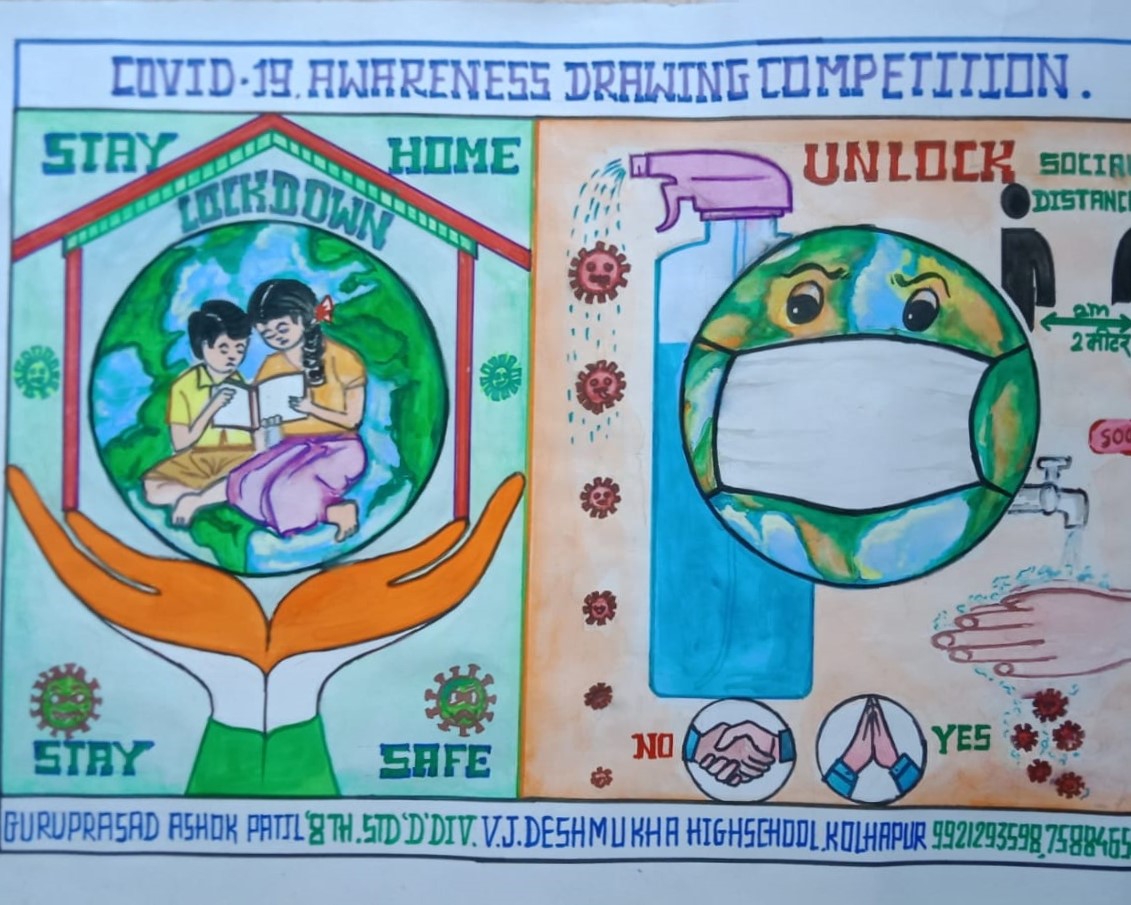 COVID-19. AWARENESS DRAWING COMPETITION.
STAY HOME
LOCKDOWN
STAY SAFE
UNLOCK
SOCIAL
DISTANC
2m
2 मीटर
NO
YES
GURUPRASAD ASHOK PATIL '8TH.STD'D'DIV. V.J.DESHMUKHA HIGHSCHOOL.KOLHAPUR 9921293598,7588465